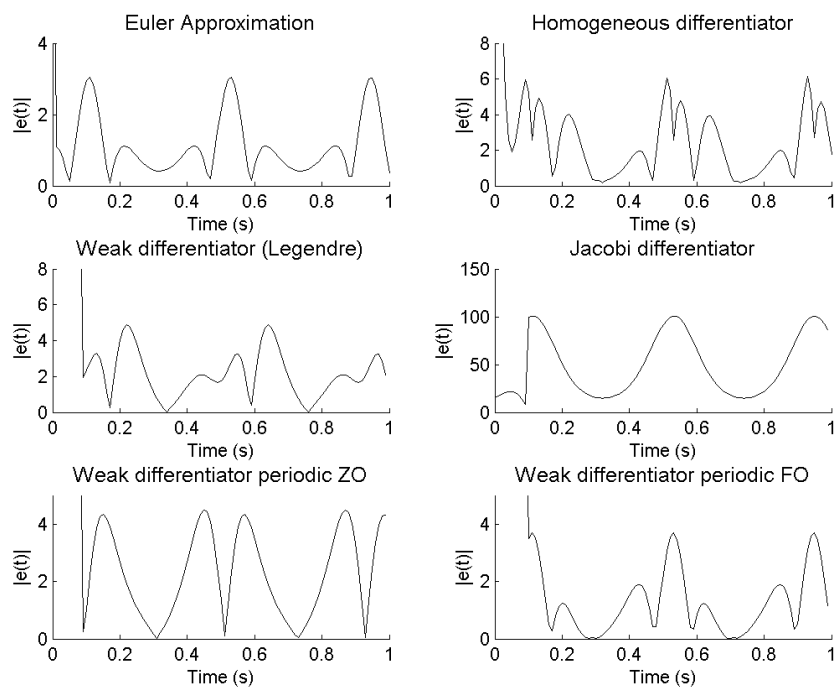 Euler Approximation
|e(t)|
4
2
0
0 0.2 0.4 0.6 0.8 1
Time (s)
Homogeneous differentiator
|e(t)|
8
6
4
2
0
0 0.2 0.4 0.6 0.8 1
Time (s)
Weak differentiator (Legendre)
|e(t)|
8
6
4
2
0
0 0.2 0.4 0.6 0.8 1
Time (s)
Jacobi differentiator
|e(t)|
150
100
50
0
0 0.2 0.4 0.6 0.8 1
Time (s)
Weak differentiator periodic ZO
|e(t)|
4
2
0
0 0.2 0.4 0.6 0.8 1
Time (s)
Weak differentiator periodic FO
|e(t)|
4
2
0
0 0.2 0.4 0.6 0.8 1
Time (s)